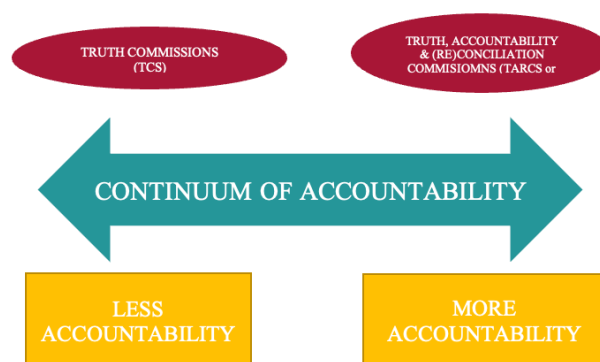 TRUTH COMMISSIONS
(TCS)
TRUTH, ACCOUNTABILITY
& (RE)CONCILIATION
COMMISIOMNS (TARCS or
CONTINUUM OF ACCOUNTABILITY
LESS
ACCOUNTABILITY
MORE
ACCOUNTABILITY